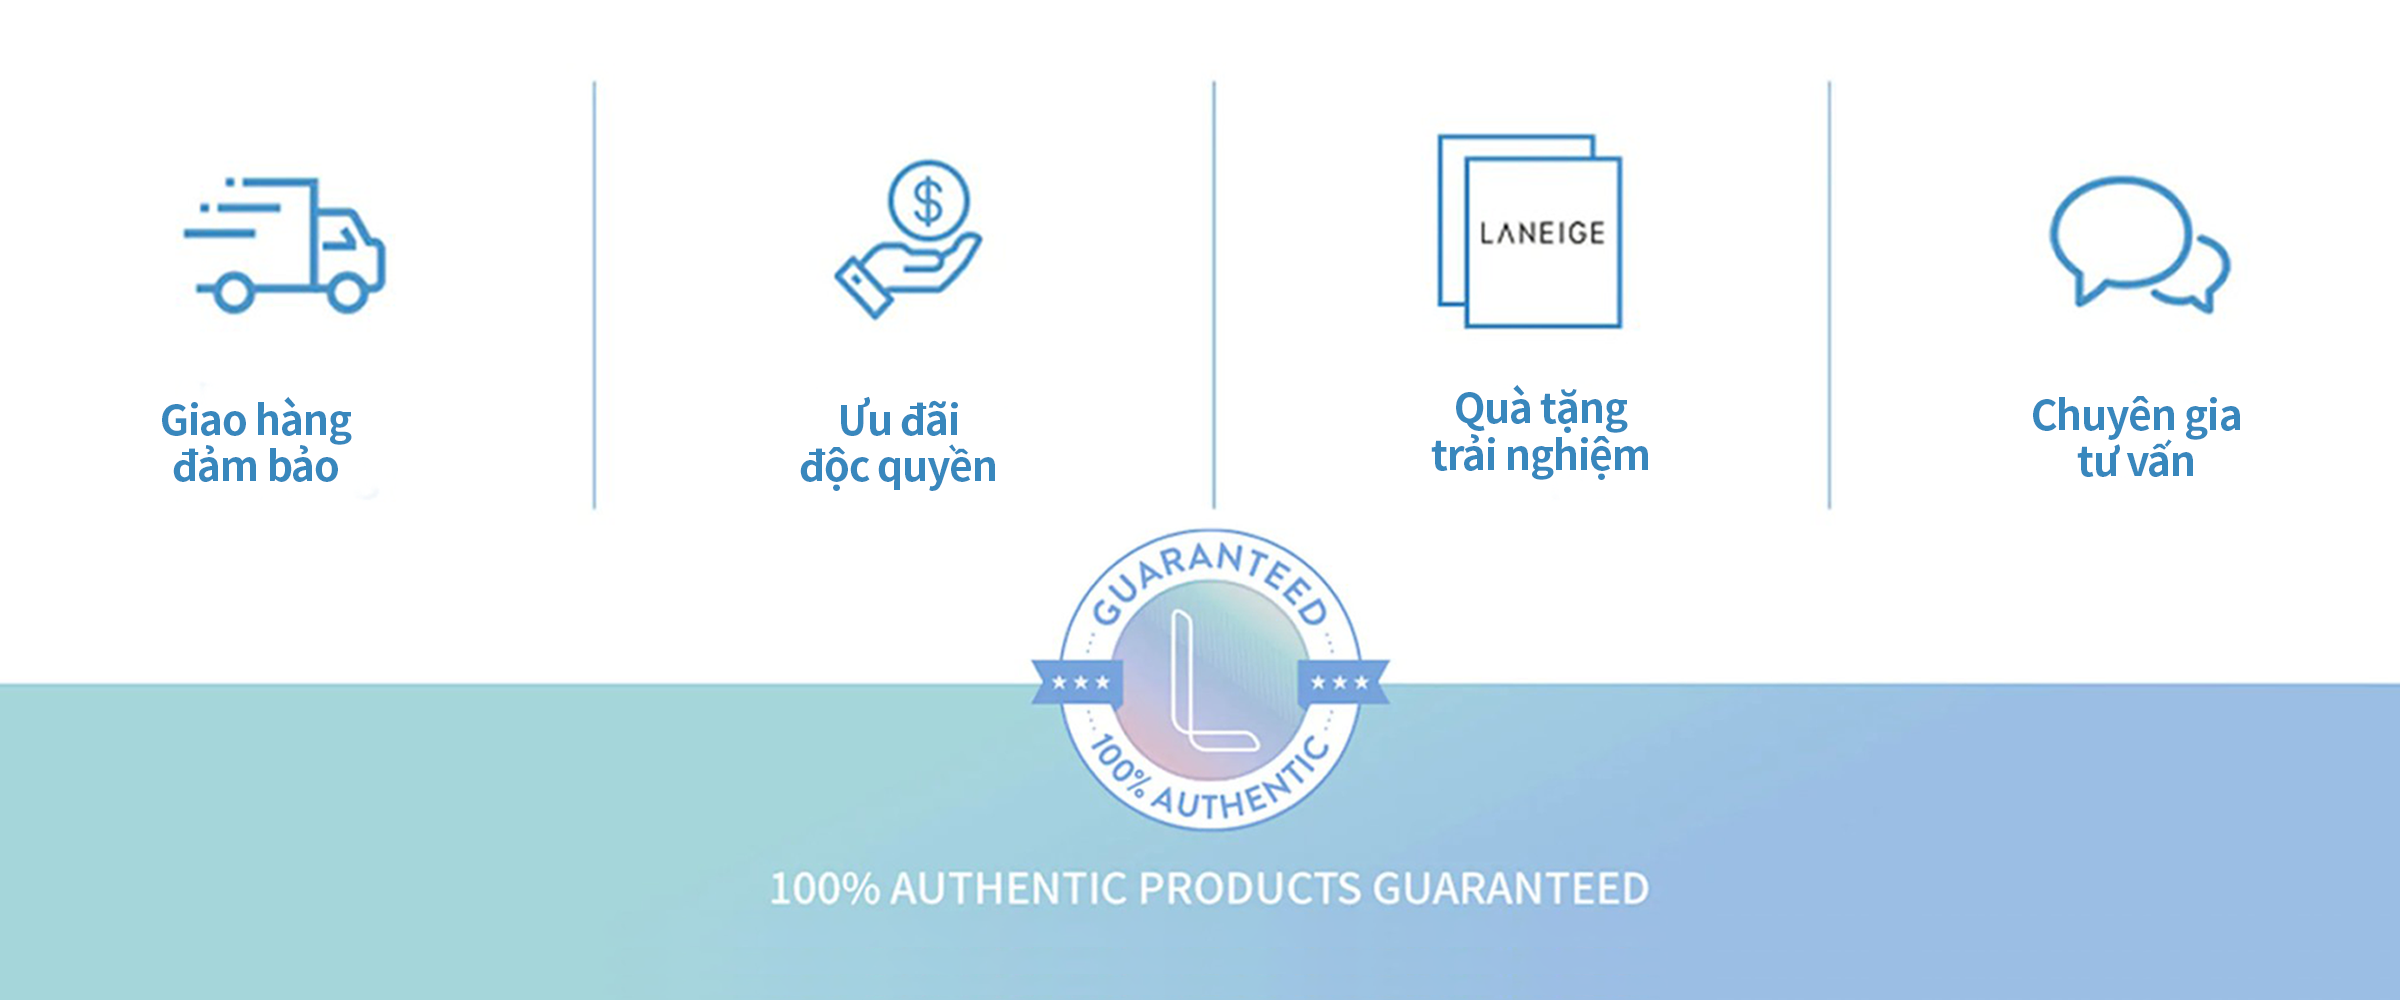 LANEIGE
Giao hàng
đảm bảo
Ưu đãi
độc quyền
Quà tặng
trải nghiệm
Chuyên gia
tư vấn
GUARANTEED
100% AUTHENTIC
100% AUTHENTIC PRODUCTS GUARANTEED